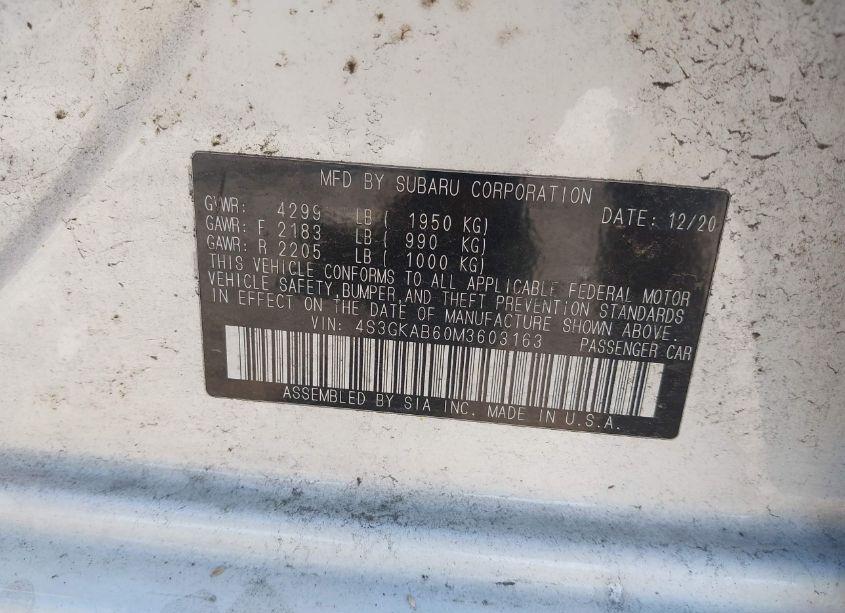 MFD BY SUBARU CORPORATION
GVWR: 4299 LB ( 1950 KG) DATE: 12/20
GAWR: F 2183 LB ( 990 KG)
GAWR: R 2205 LB ( 1000 KG)
THIS VEHICLE CONFORMS TO ALL APPLICABLE FEDERAL MOTOR
VEHICLE SAFETY,BUMPER,AND THEFT PREVENTION STANDARDS
IN EFFECT ON THE DATE OF MANUFACTURE SHOWN ABOVE.
VIN: 4S3GKAB60M3603163 PASSENGER CAR
ASSEMBLED BY SIA INC. MADE IN U.S.A.